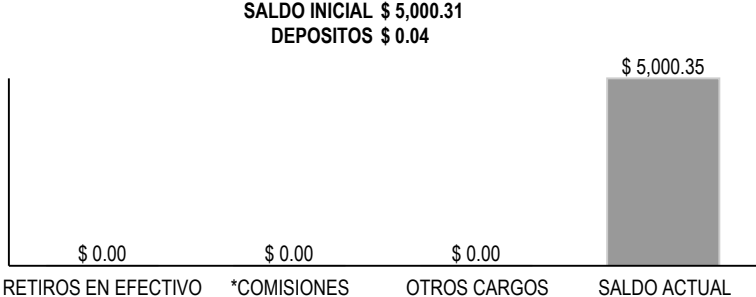 SALDO INICIAL $ 5,000.31
DEPOSITOS $ 0.04
$ 5,000.35
$ 0.00 $ 0.00 $ 0.00
RETIROS EN EFECTIVO *COMISIONES OTROS CARGOS SALDO ACTUAL